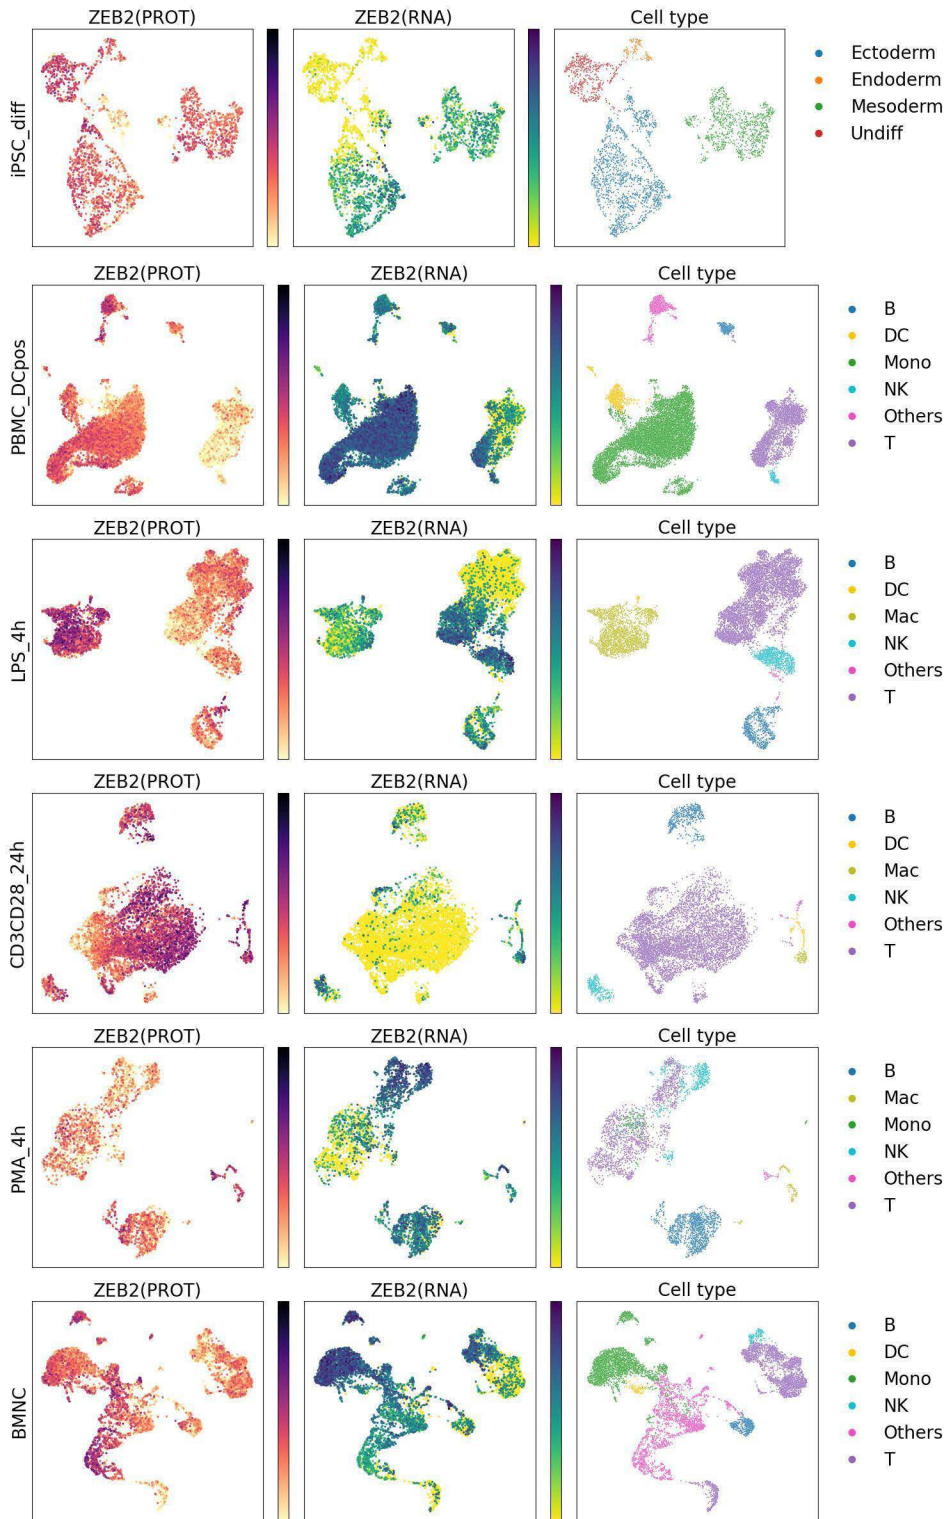 ZEB2(PROT) ZEB2(RNA) Cell type
iPSC_diff
Ectoderm
Endoderm
Mesoderm
Undiff
ZEB2(PROT) ZEB2(RNA) Cell type
PBMC_DCpos
B
DC
Mono
NK
Others
T
ZEB2(PROT) ZEB2(RNA) Cell type
LPS_4h
B
DC
Mac
NK
Others
T
ZEB2(PROT) ZEB2(RNA) Cell type
CD3CD28_24h
B
DC
Mac
NK
Others
T
ZEB2(PROT) ZEB2(RNA) Cell type
PMA_4h
B
Mac
Mono
NK
Others
T
ZEB2(PROT) ZEB2(RNA) Cell type
BMNC
B
DC
Mono
NK
Others
T